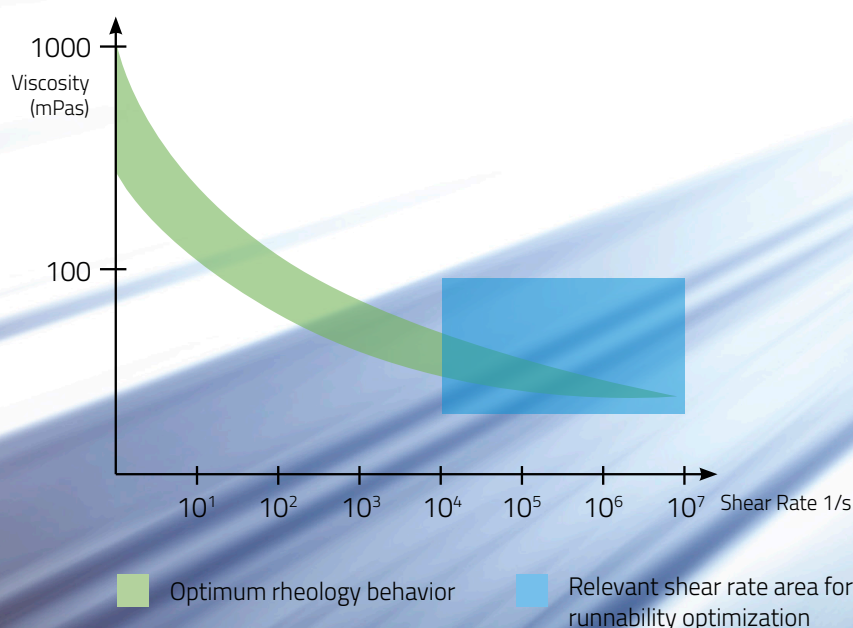 1000
Viscosity
(mPas)
100
10¹ 10² 10³ 10⁴ 10⁵ 10⁶ 10⁷ Shear Rate 1/s
Optimum rheology behavior
Relevant shear rate area for
runnability optimization